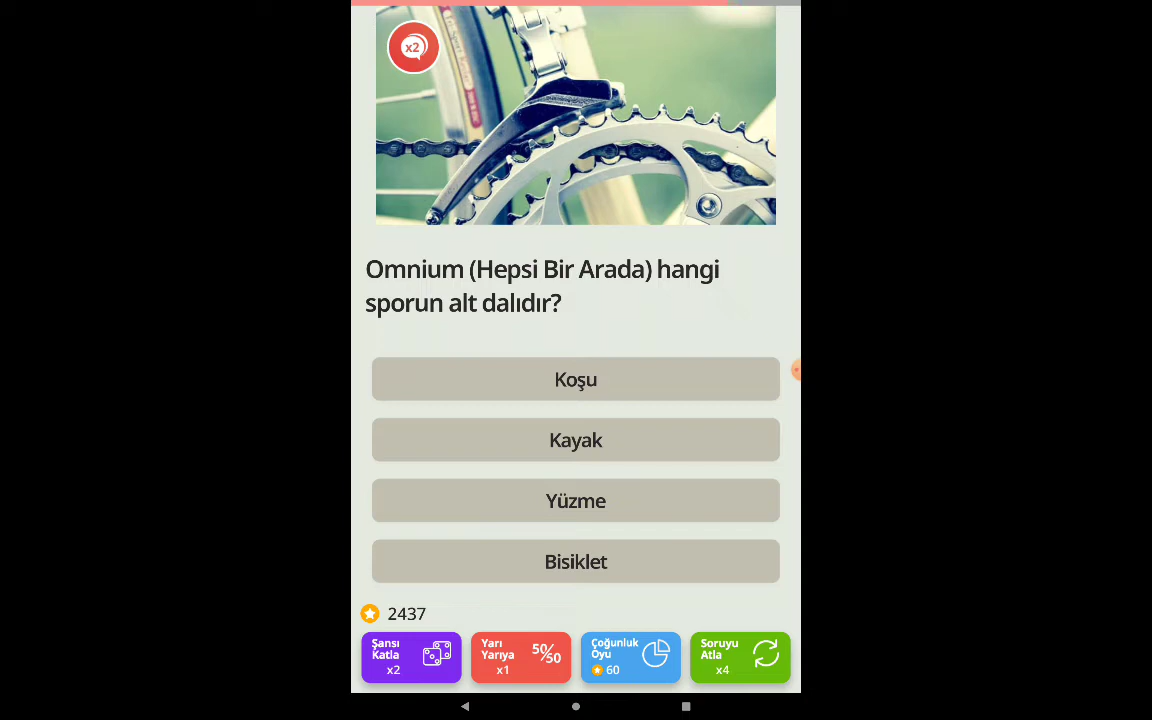 x2
Omnium (Hepsi Bir Arada) hangi
sporun alt dalıdır?
Koşu
Kayak
Yüzme
Bisiklet
2437
Şansı
Katla
x2
Yarı
Yarıya
x1
50%50
Çoğunluk
Oyu
60
Soruyu
Atla
x4